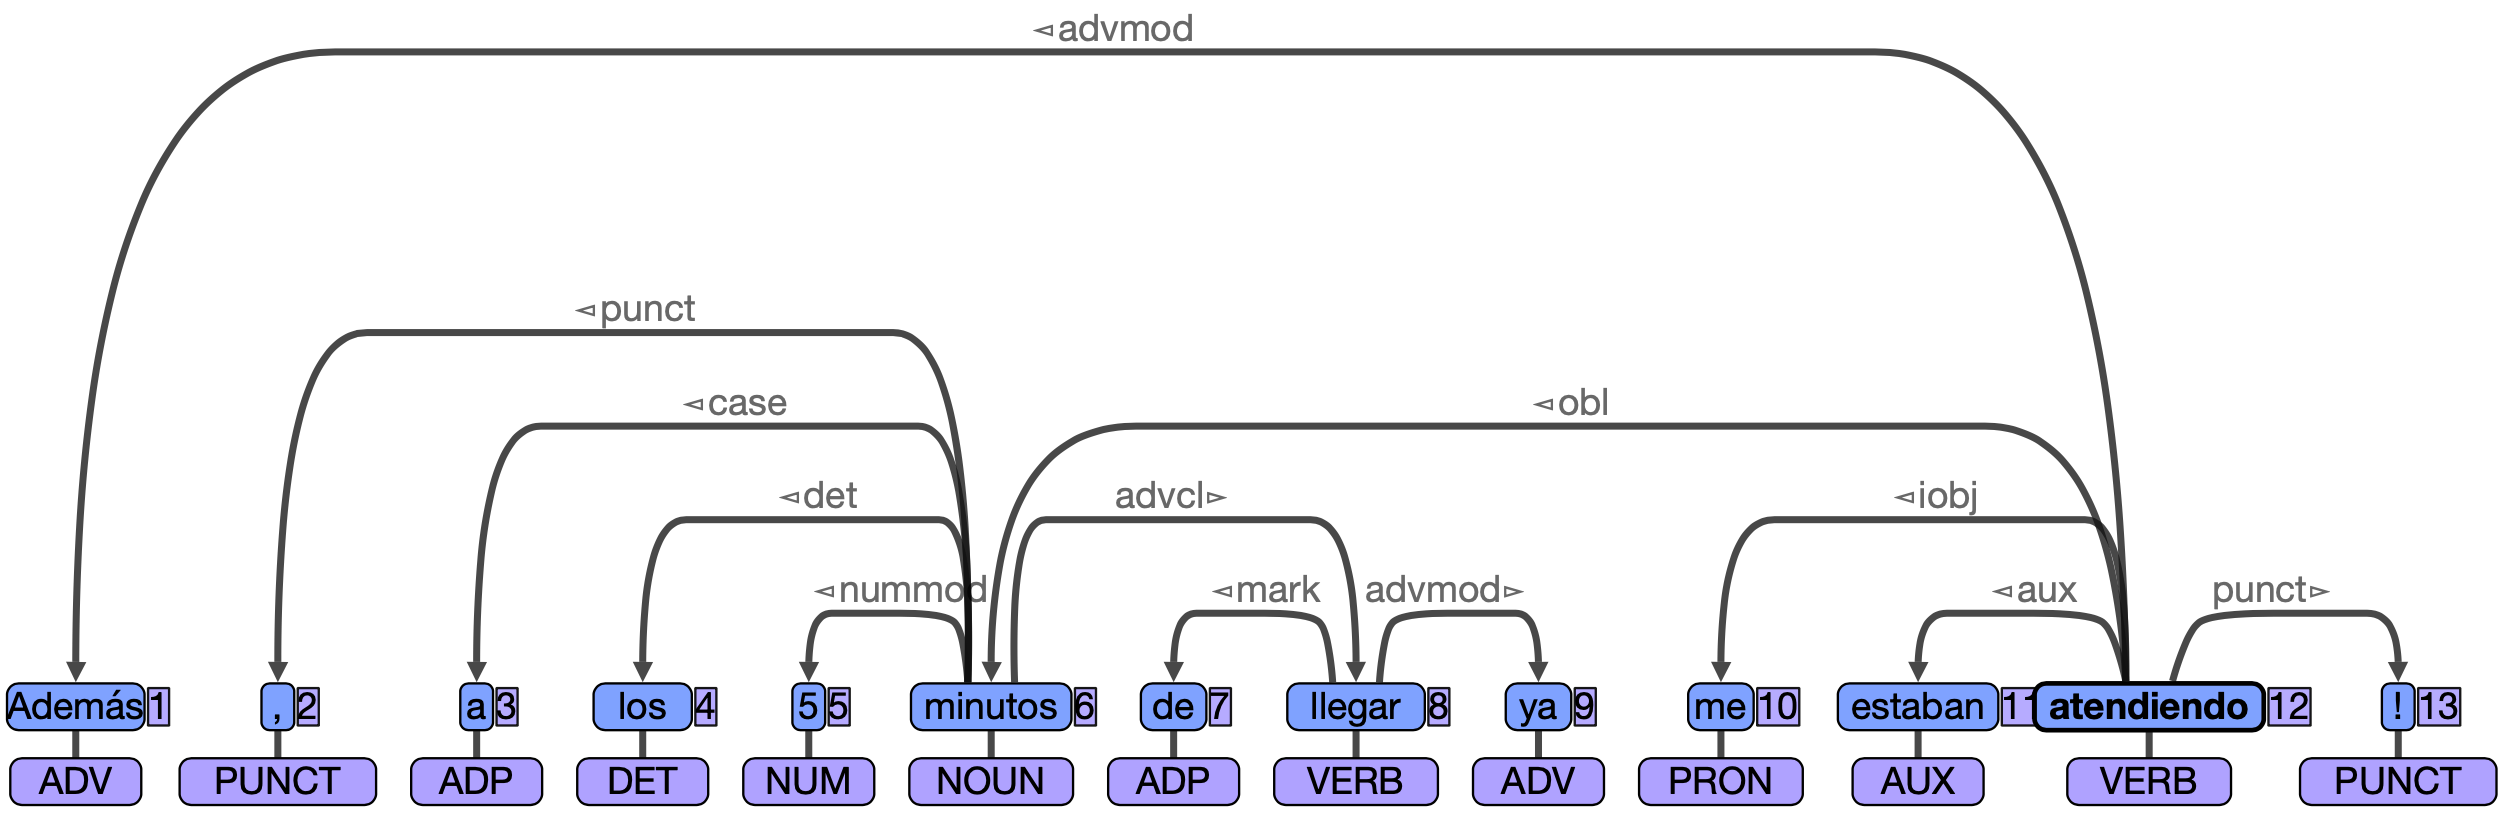 ◅advmod
◅punct
◅case ◅obl
◅det advcl▻ ◅iobj
◅nummod ◅mark advmod▻ ◅aux punct▻
Además 1 , 2 a 3 los 4 5 5 minutos 6 de 7 llegar 8 ya 9 me 10 estaban 1 atendiendo 12 ! 13
ADV PUNCT ADP DET NUM NOUN ADP VERB ADV PRON AUX VERB PUNCT